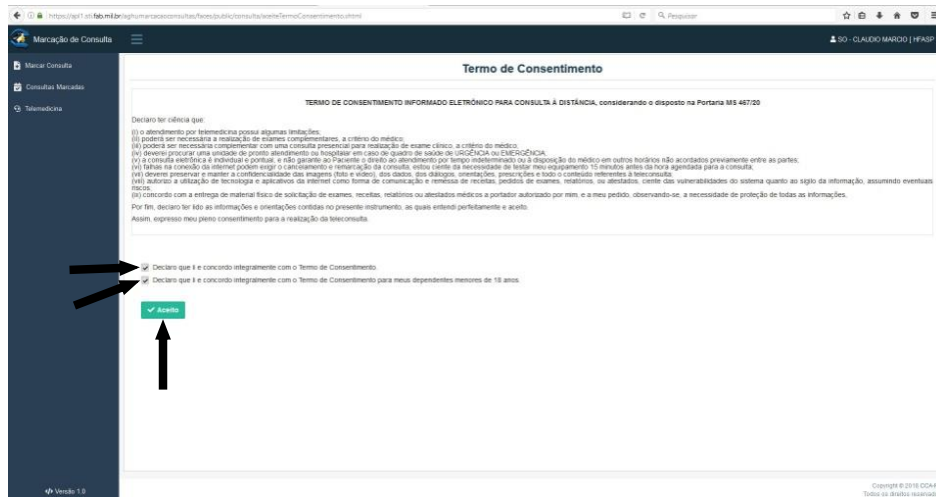 https://api1.sti.fab.mil.br/aghumarcacaoconsultas/faces/public/consulta/aceiteTermoConsentimento.xhtml
Pesquisar
Marcação de Consulta
SO - CLAUDIO MARCIO | HFASP
Marcar Consulta
Consultas Marcadas
Telemedicina
Termo de Consentimento
TERMO DE CONSENTIMENTO INFORMADO ELETRÔNICO PARA CONSULTA À DISTÂNCIA, considerando o disposto na Portaria MS 467/20
Declaro ter ciência que:
(i) o atendimento por telemedicina possui algumas limitações;
(ii) poderá ser necessária a realização de exames complementares, a critério do médico;
(iii) poderá ser necessária complementar com uma consulta presencial para realização de exame clínico, a critério do médico;
(iv) deverei procurar uma unidade de pronto atendimento ou hospitalar em caso de quadro de saúde de URGÊNCIA ou EMERGÊNCIA;
(v) a consulta eletrônica é individual e pontual, e não garante ao Paciente o direito ao atendimento por tempo indeterminado ou à disposição do médico em outros horários não acordados previamente entre as partes;
(vi) falhas na conexão da internet podem exigir o cancelamento e remarcação da consulta, estou ciente da necessidade de testar meu equipamento 15 minutos antes da hora agendada para a consulta;
(vii) deverei preservar e manter a confidencialidade das imagens (foto e vídeo), dos dados, dos diálogos, orientações, prescrições e todo o conteúdo referentes à teleconsulta;
(viii) autorizo a utilização de tecnologia e aplicativos da internet como forma de comunicação e remessa de receitas, pedidos de exames, relatórios, ou atestados, ciente das vulnerabilidades do sistema quanto ao sigilo da informação, assumindo eventuais
riscos.
(ix) concordo com a entrega de material físico de solicitação de exames, receitas, relatórios ou atestados médicos a portador autorizado por mim, e a meu pedido, observando-se, a necessidade de proteção de todas as informações.
Por fim, declaro ter lido as informações e orientações contidas no presente instrumento, as quais entendi perfeitamente e aceito.
Assim, expresso meu pleno consentimento para a realização da teleconsulta.
Declaro que li e concordo integralmente com o Termo de Consentimento.
Declaro que li e concordo integralmente com o Termo de Consentimento para meus dependentes menores de 18 anos.
Aceito
</> Versão 1.0
Copyright © 2018 CCA-
Todos os direitos reservad